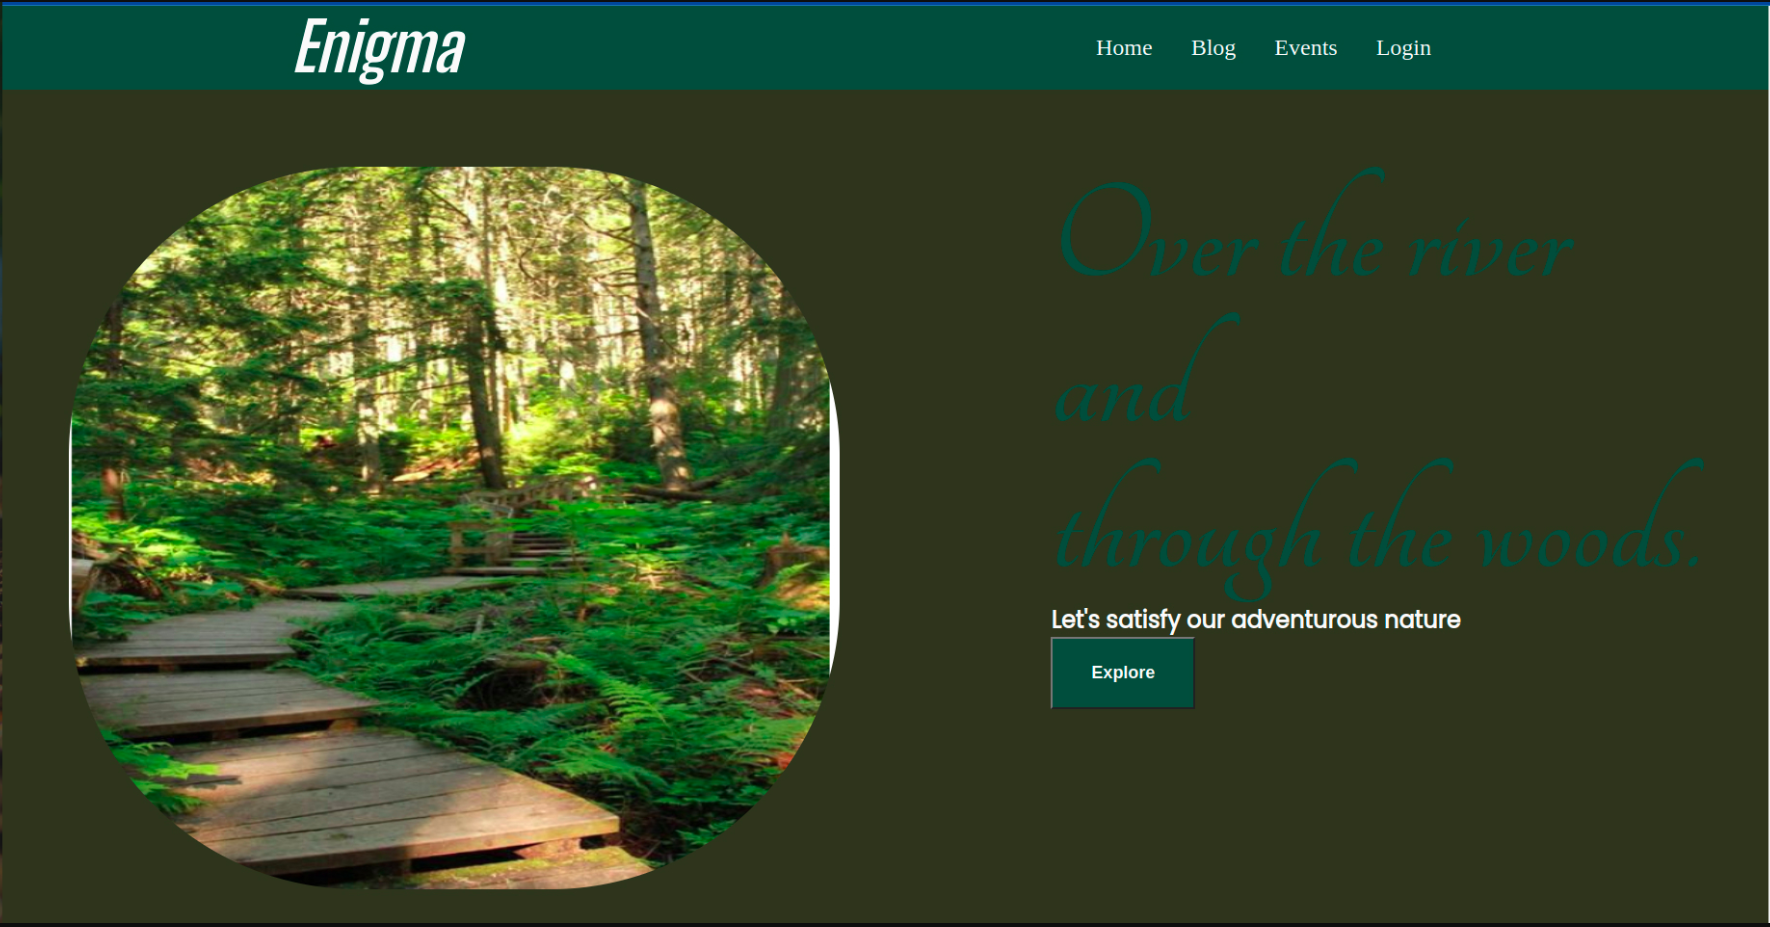 Enigma
Home Blog Events Login
Over the river
and
through the woods.
Let's satisfy our adventurous nature
Explore